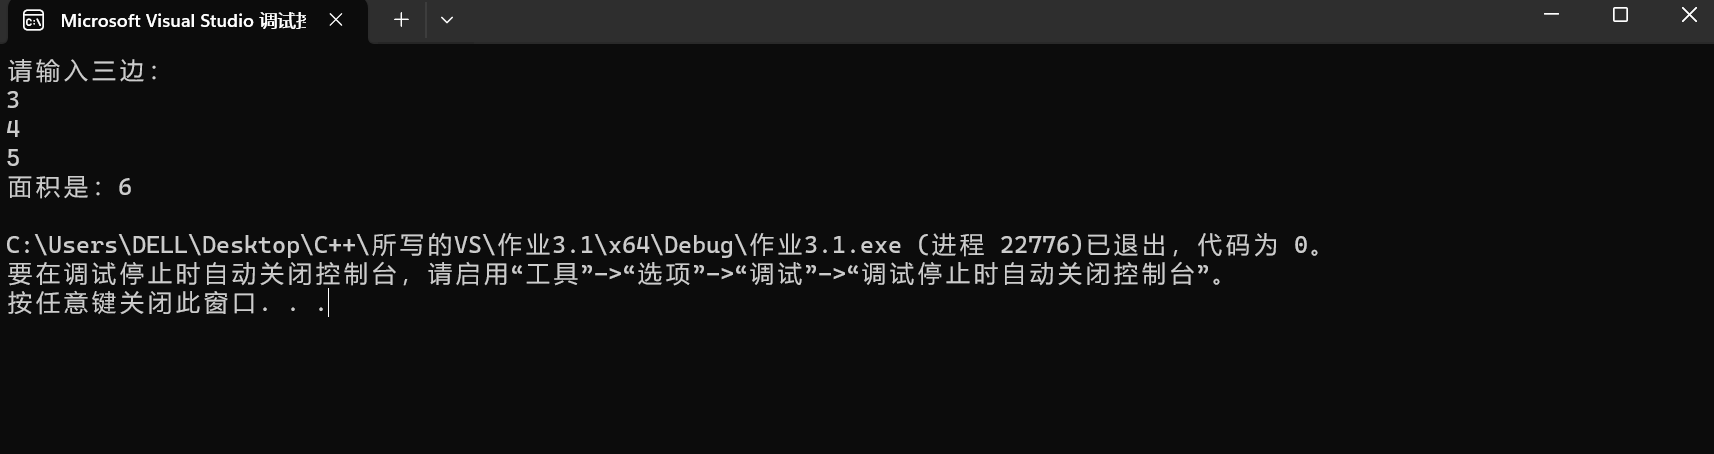 Microsoft Visual Studio 调试
请输入三边：
3
4
5
面积是：6
C:\Users\DELL\Desktop\C++\所写的VS\作业3.1\x64\Debug\作业3.1.exe (进程 22776)已退出，代码为 0。
要在调试停止时自动关闭控制台，请启用“工具”->“选项”->“调试”->“调试停止时自动关闭控制台”。
按任意键关闭此窗口. . .